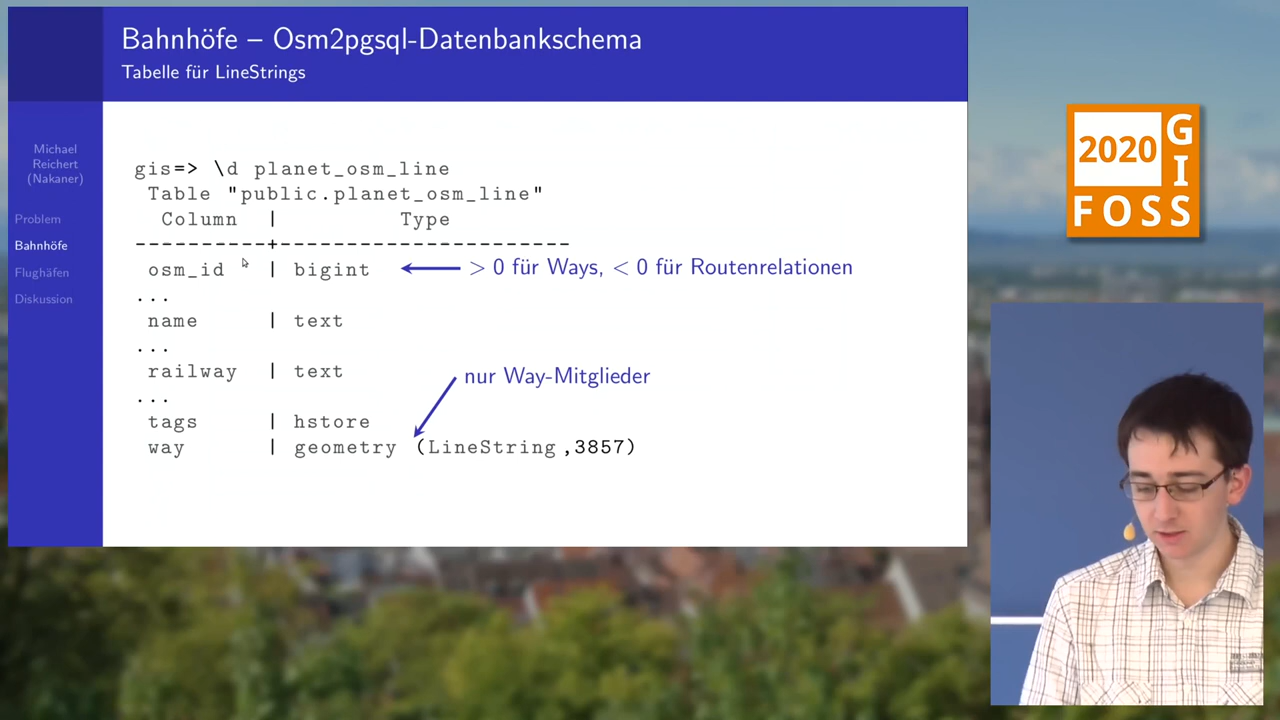 Bahnhöfe – Osm2pgsql-Datenbankschema
Tabelle für LineStrings
Michael
Reichert
(Nakaner)
Problem
Bahnhöfe
Flughäfen
Diskussion
gis=> \d planet_osm_line
Table "public.planet_osm_line"
Column | Type
----------+----------------------
osm_id | bigint > 0 für Ways, < 0 für Routenrelationen
...
name | text
...
railway | text
nur Way-Mitglieder
...
tags | hstore
way | geometry (LineString ,3857)
2020
GIS
FOSS